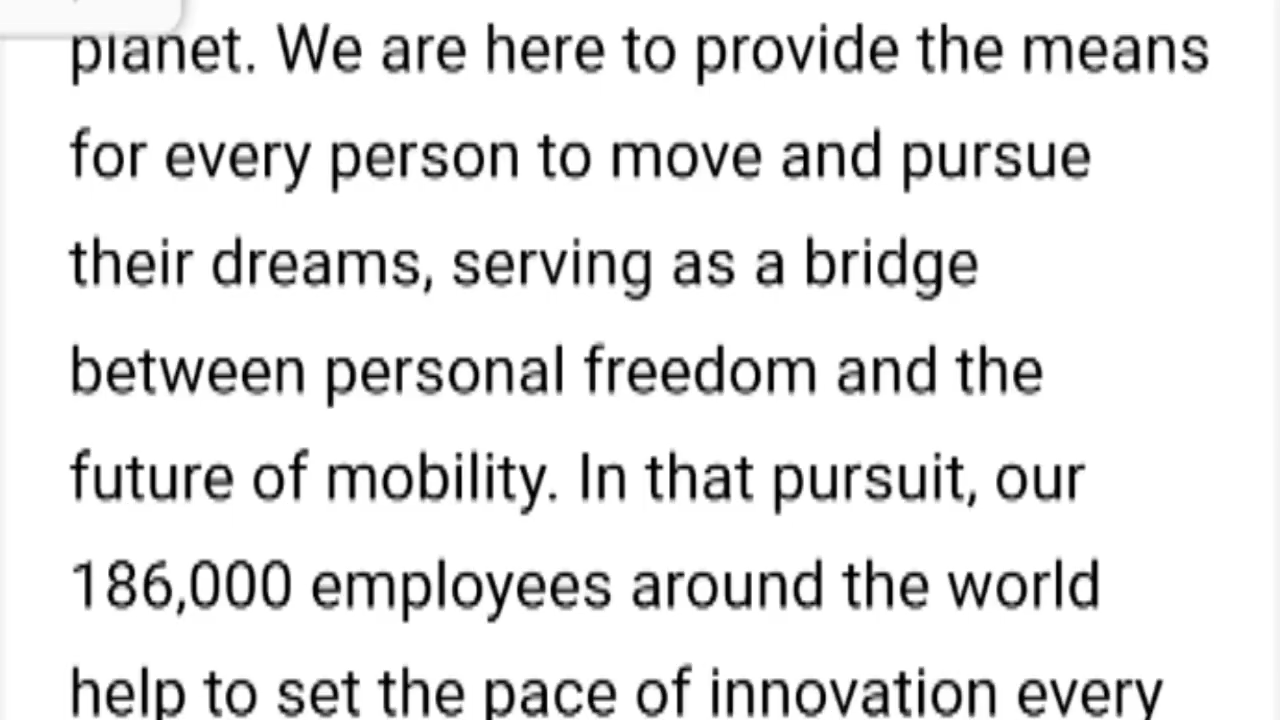 planet. We are here to provide the means
for every person to move and pursue
their dreams, serving as a bridge
between personal freedom and the
future of mobility. In that pursuit, our
186,000 employees around the world
help to set the pace of innovation every